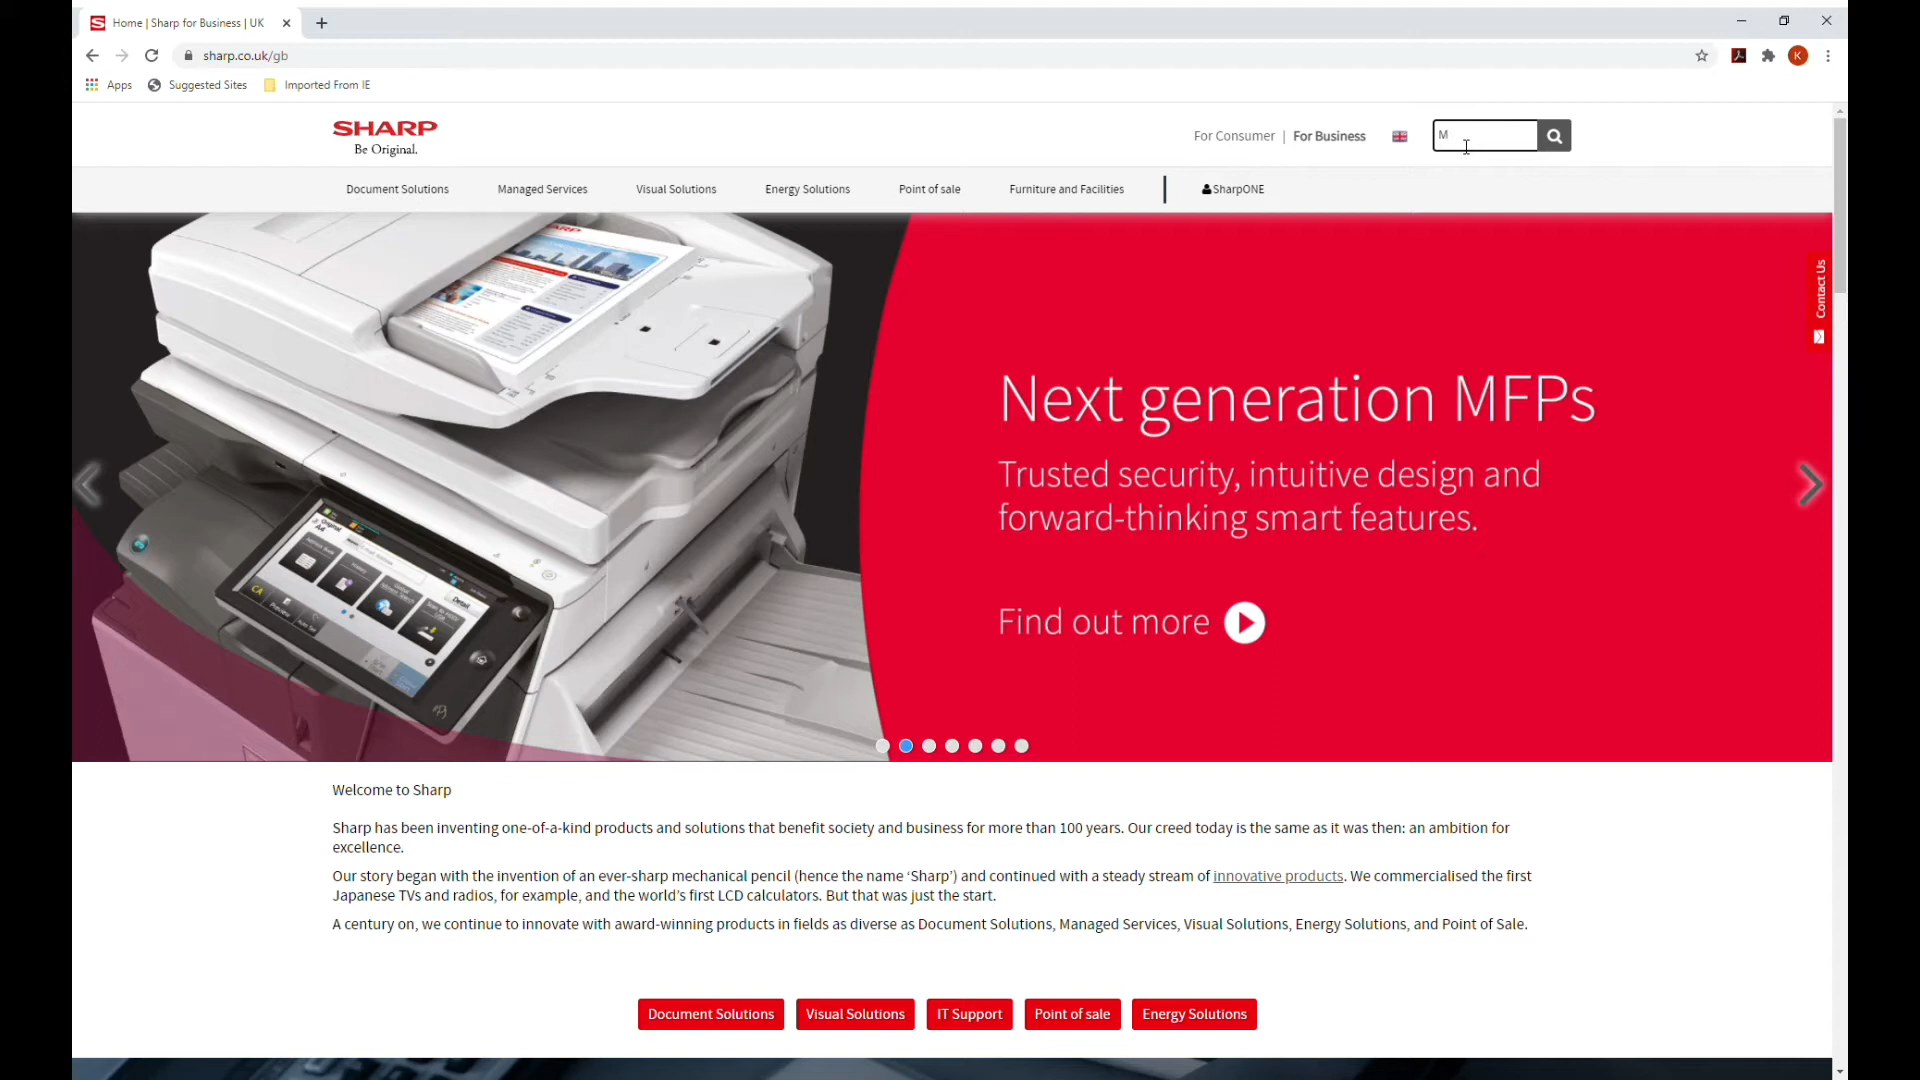 Home | Sharp for Business | UK
sharp.co.uk/gb
K
Apps Suggested Sites Imported From IE
SHARP
Be Original.
For Consumer | For Business
M
Document Solutions Managed Services Visual Solutions Energy Solutions Point of sale Furniture and Facilities SharpONE
Contact Us
Next generation MFPs
Trusted security, intuitive design and
forward-thinking smart features.
Find out more
Detail
CA
Preview
Welcome to Sharp
Sharp has been inventing one-of-a-kind products and solutions that benefit society and business for more than 100 years. Our creed today is the same as it was then: an ambition for
excellence.
Our story began with the invention of an ever-sharp mechanical pencil (hence the name ‘Sharp’) and continued with a steady stream of innovative products. We commercialised the first
Japanese TVs and radios, for example, and the world’s first LCD calculators. But that was just the start.
A century on, we continue to innovate with award-winning products in fields as diverse as Document Solutions, Managed Services, Visual Solutions, Energy Solutions, and Point of Sale.
Document Solutions Visual Solutions IT Support Point of sale Energy Solutions